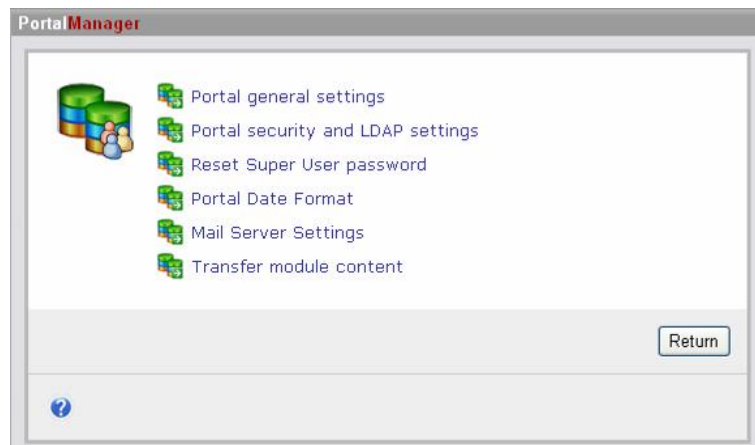 PortalManager
Portal general settings
Portal security and LDAP settings
Reset Super User password
Portal Date Format
Mail Server Settings
Transfer module content
Return
?